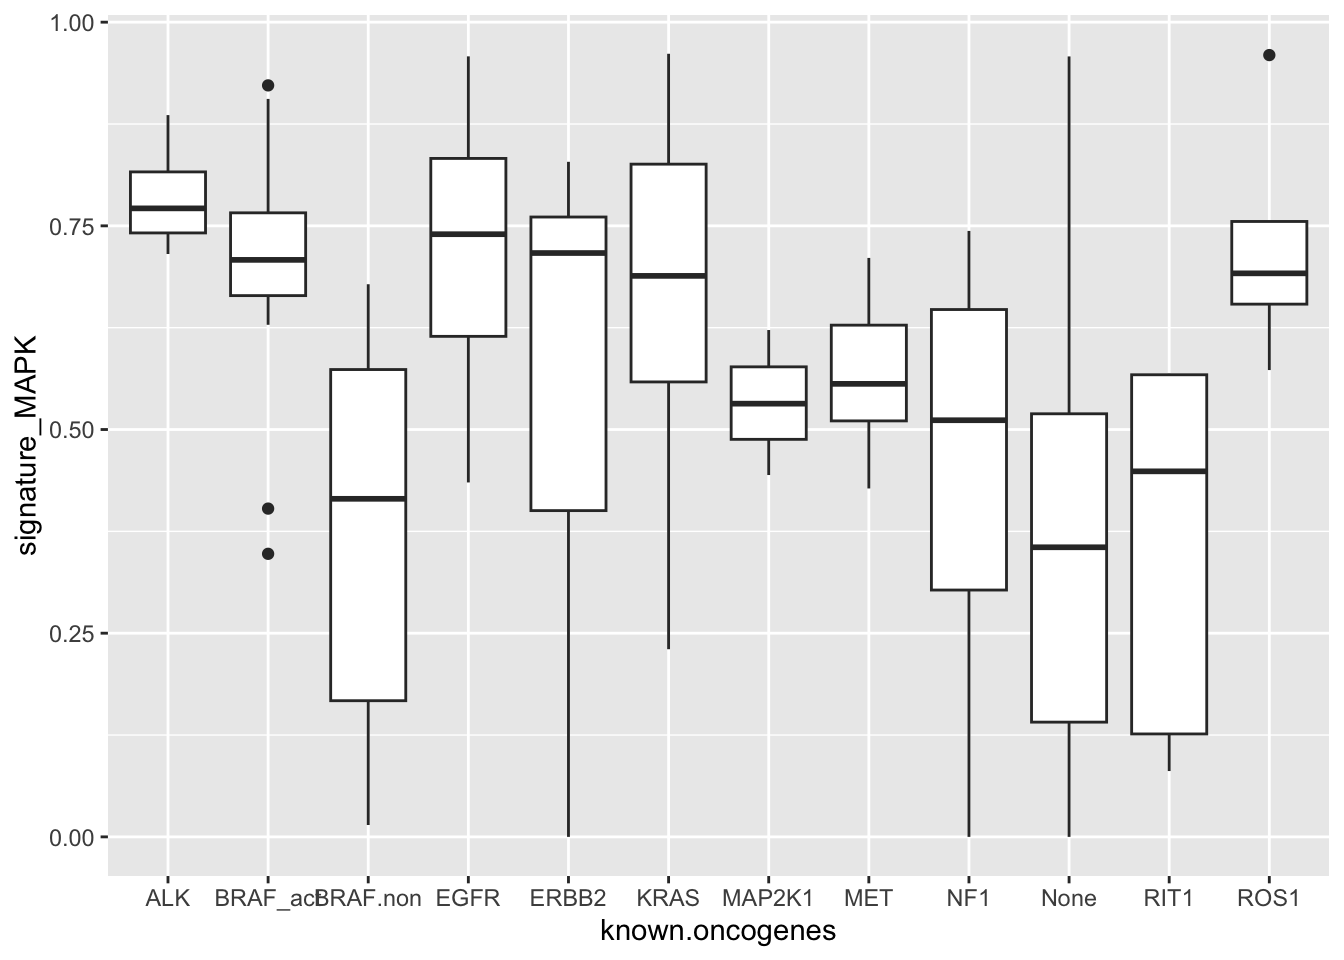 1.00
0.75
0.50
0.25
0.00
signature_MAPK
ALK BRAF_act BRAF.non EGFR ERBB2 KRAS MAP2K1 MET NF1 None RIT1 ROS1
known.oncogenes